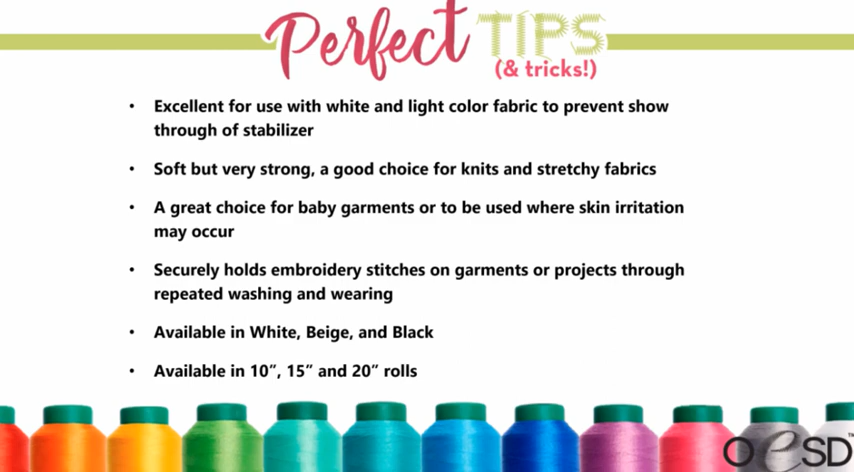 Perfect TIPS
(& tricks!)
• Excellent for use with white and light color fabric to prevent show
through of stabilizer
• Soft but very strong, a good choice for knits and stretchy fabrics
• A great choice for baby garments or to be used where skin irritation
may occur
• Securely holds embroidery stitches on garments or projects through
repeated washing and wearing
• Available in White, Beige, and Black
• Available in 10”, 15” and 20” rolls
OeSD™